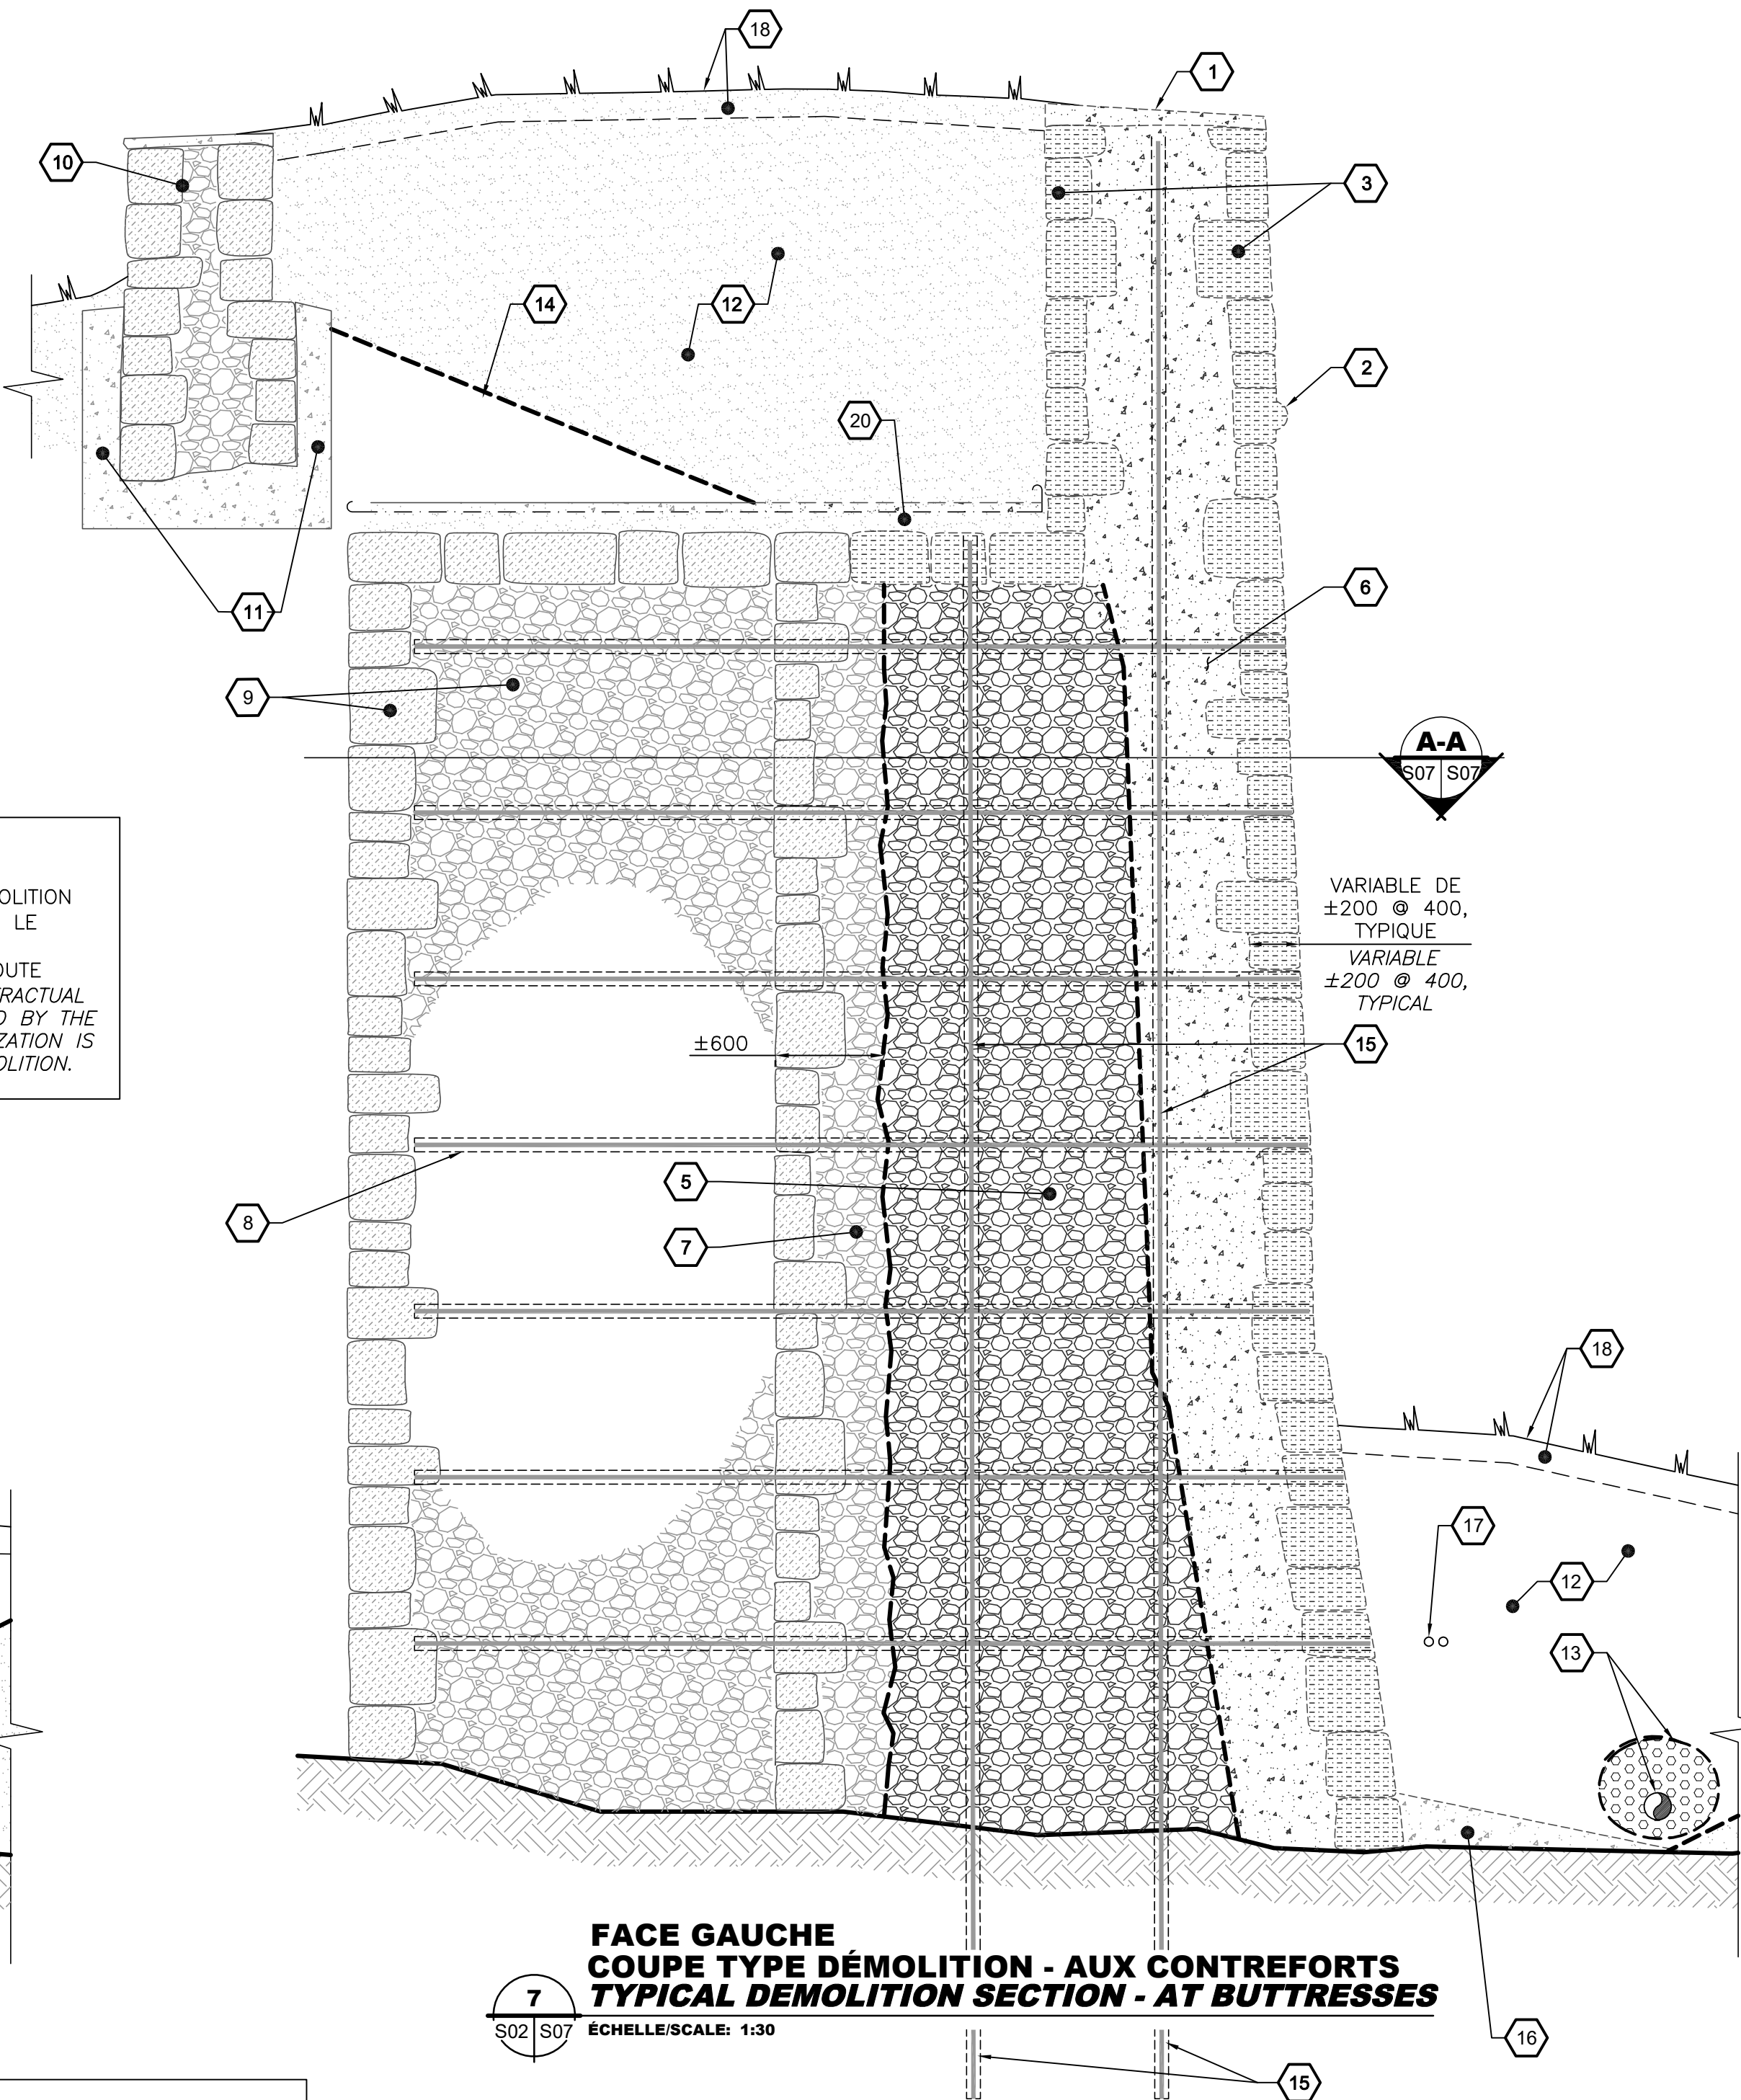 18
1
10
3
14
12
2
20
11
6
9
A-A
S07 S07
OLITION
LE
OUTE
TRACTUAL
D BY THE
ZATION IS
OLITION.
VARIABLE DE
±200 @ 400,
TYPIQUE
VARIABLE
±200 @ 400,
TYPICAL
±600
15
5
8
7
18
17
12
13
FACE GAUCHE
COUPE TYPE DÉMOLITION - AUX CONTREFORTS
TYPICAL DEMOLITION SECTION - AT BUTTRESSES
7
S02 S07
ÉCHELLE/SCALE: 1:30
16
15